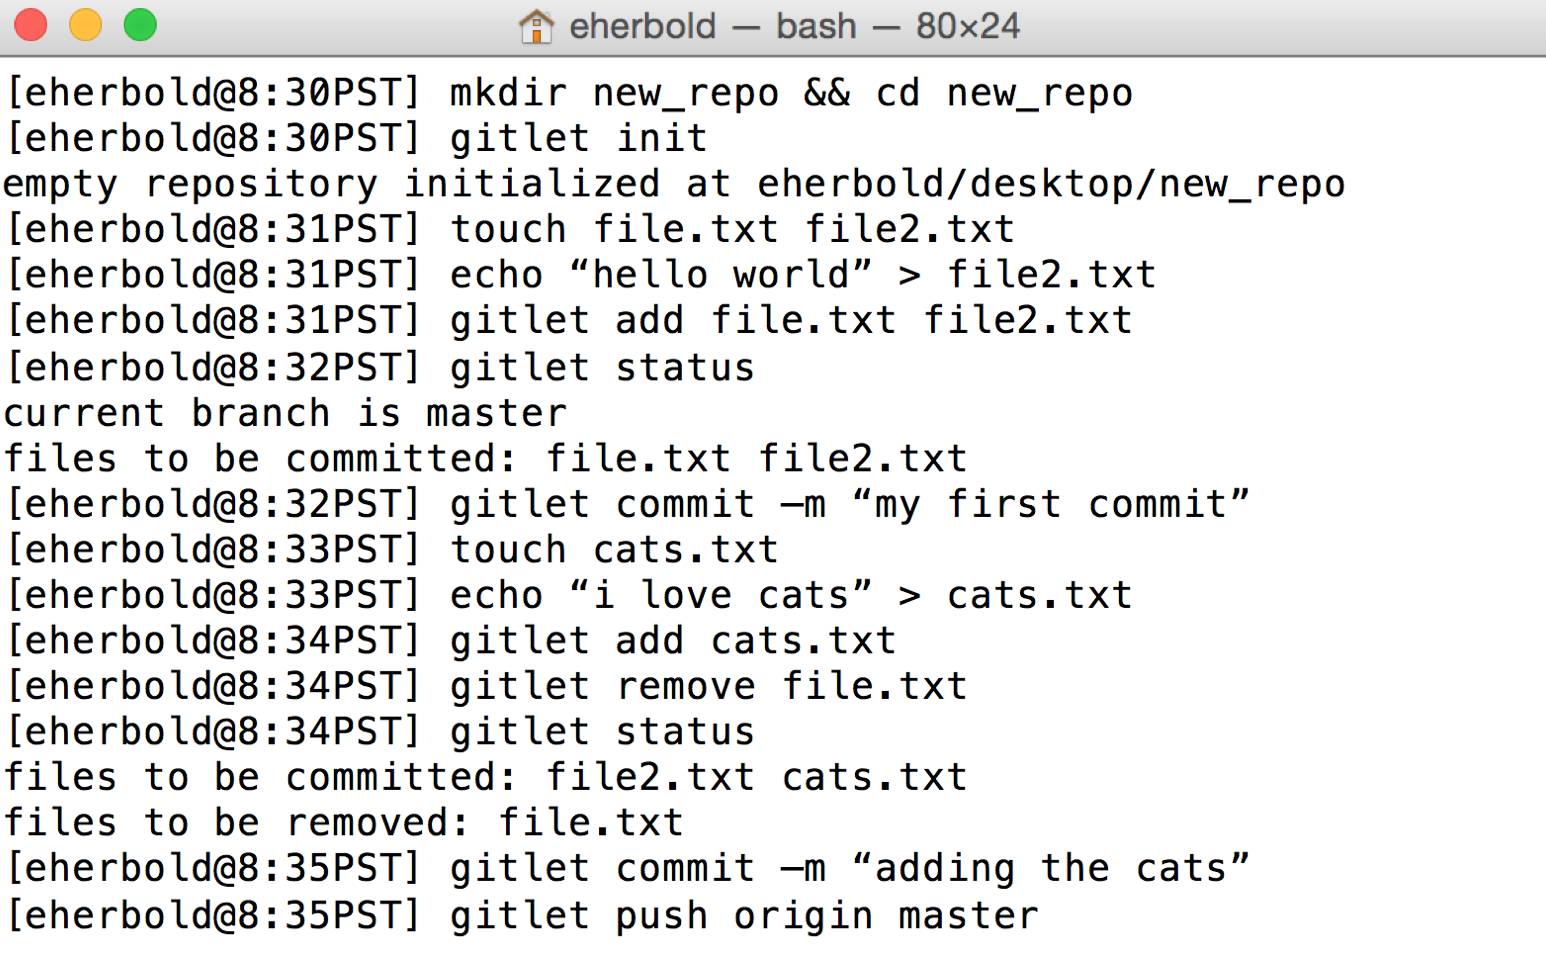 eherbold — bash — 80×24
[eherbold@8:30PST] mkdir new_repo && cd new_repo
[eherbold@8:30PST] gitlet init
empty repository initialized at eherbold/desktop/new_repo
[eherbold@8:31PST] touch file.txt file2.txt
[eherbold@8:31PST] echo “hello world” > file2.txt
[eherbold@8:31PST] gitlet add file.txt file2.txt
[eherbold@8:32PST] gitlet status
current branch is master
files to be committed: file.txt file2.txt
[eherbold@8:32PST] gitlet commit –m “my first commit”
[eherbold@8:33PST] touch cats.txt
[eherbold@8:33PST] echo “i love cats” > cats.txt
[eherbold@8:34PST] gitlet add cats.txt
[eherbold@8:34PST] gitlet remove file.txt
[eherbold@8:34PST] gitlet status
files to be committed: file2.txt cats.txt
files to be removed: file.txt
[eherbold@8:35PST] gitlet commit –m “adding the cats”
[eherbold@8:35PST] gitlet push origin master